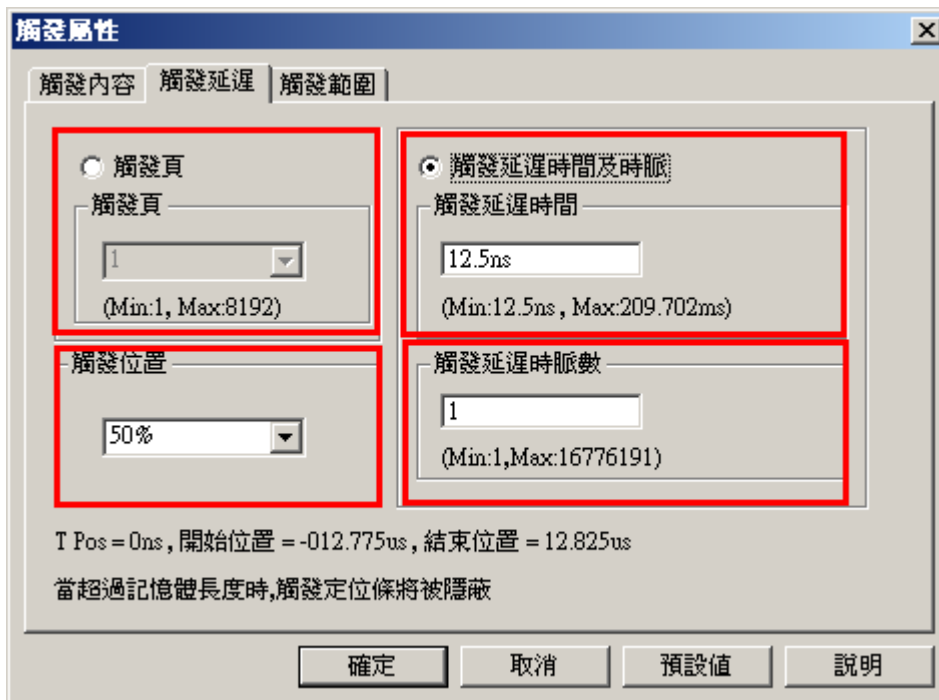 觸發屬性
觸發內容
觸發延遲
觸發範圍
觸發頁
觸發頁
1
(Min:1, Max:8192)
觸發位置
50%
觸發延遲時間及時脈
觸發延遲時間
12.5ns
(Min:12.5ns , Max:209.702ms)
觸發延遲時脈數
1
(Min:1,Max:16776191)
T Pos = 0ns , 開始位置 = -012.775us , 結束位置 = 12.825us
當超過記憶體長度時,觸發定位條將被隱蔽
確定
取消
預設值
說明